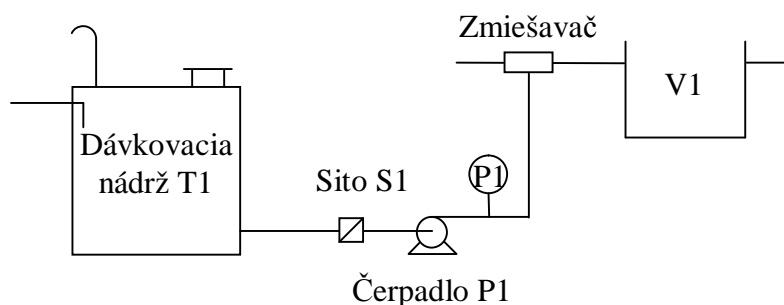 Zmiešavač
V1
Dávkovacia
nádrž T1
Sito S1
P1
Čerpadlo P1